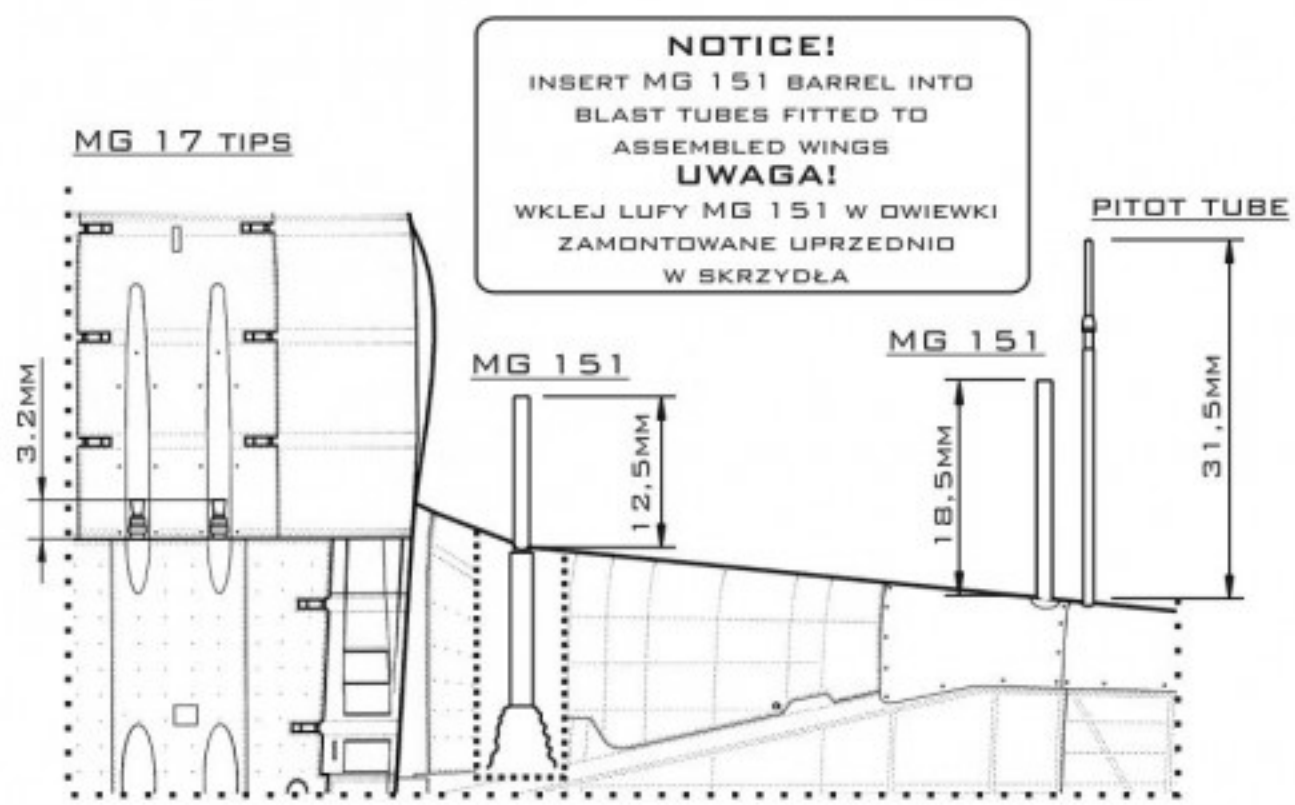 NOTICE!
INSERT MG 151 BARREL INTO
BLAST TUBES FITTED TO
ASSEMBLED WINGS
UWAGA!
WKLEJ LUFY MG 151 W OWIEWKI
ZAMONTOWANE UPRZEDNIO
W SKRZYDŁA
MG 17 TIPS
PITOT TUBE
MG 151
MG 151
3.2MM
12,5MM
18,5MM
31,5MM